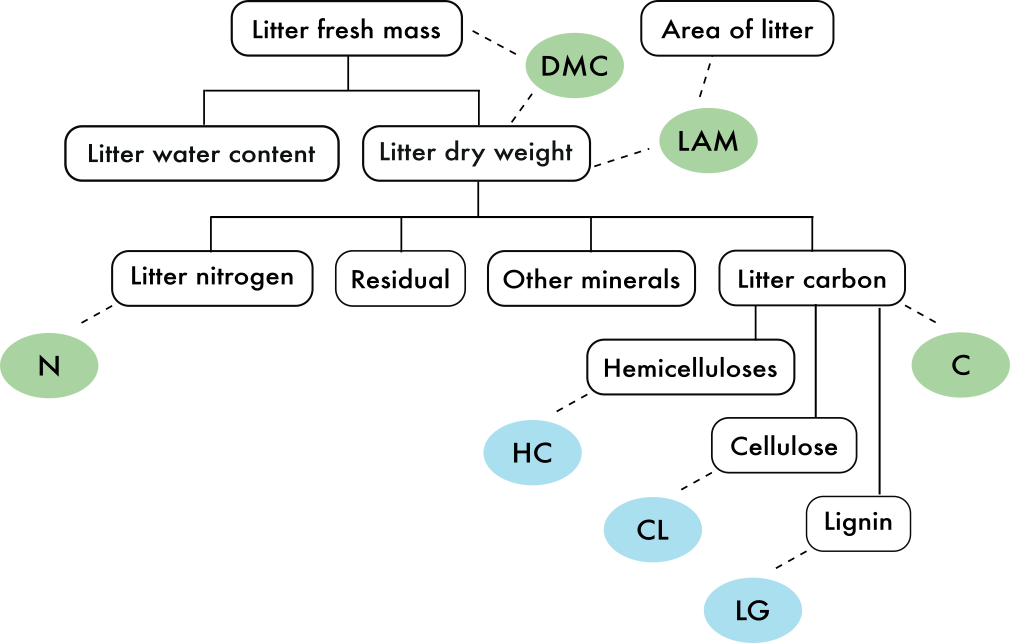 Litter fresh mass
Area of litter
DMC
LAM
Litter water content
Litter dry weight
Litter nitrogen
Residual
Other minerals
Litter carbon
N
Hemicelluloses
C
HC
Cellulose
CL
Lignin
LG